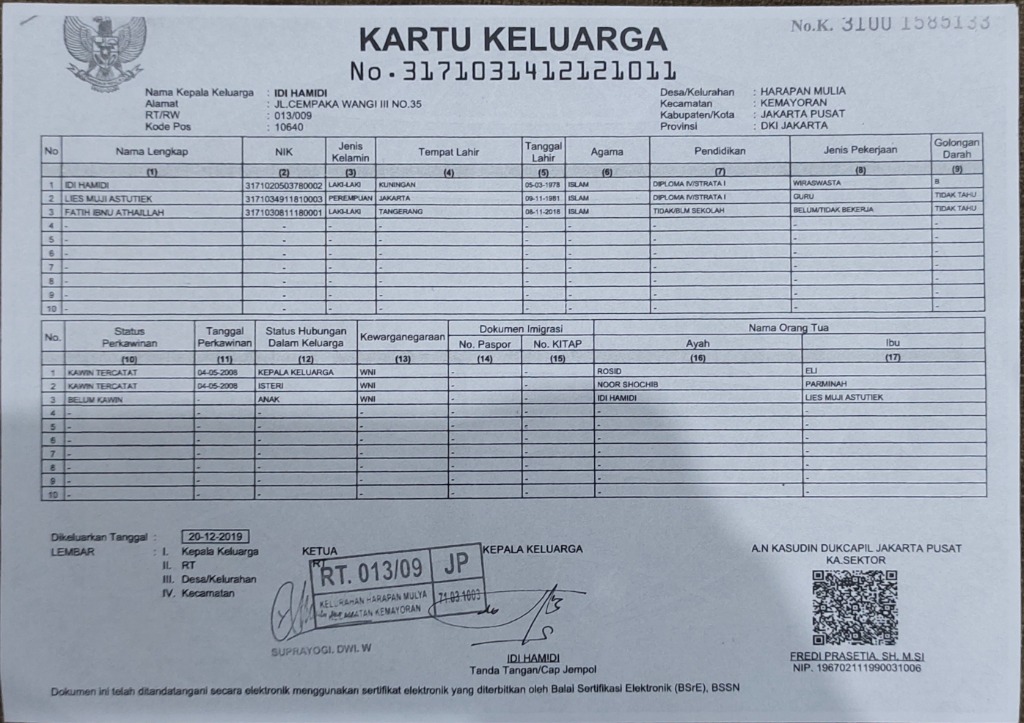 No.K. 3100 1585133
KARTU KELUARGA
No.3171031412121011
Nama Kepala Keluarga : IDI HAMIDI
Alamat : JL.CEMPAKA WANGI III NO.35
RT/RW : 013/009
Kode Pos : 10640
Desa/Kelurahan : HARAPAN MULIA
Kecamatan : KEMAYORAN
Kabupaten/Kota : JAKARTA PUSAT
Provinsi : DKI JAKARTA
No Nama Lengkap NIK Jenis Kelamin Tempat Lahir Tanggal Lahir Agama Pendidikan Jenis Pekerjaan Golongan Darah
(1) (2) (3) (4) (5) (6) (7) (8) (9)
1 IDI HAMIDI 3171020503780002 LAKI-LAKI KUNINGAN 05-03-1978 ISLAM DIPLOMA IV/STRATA I WIRASWASTA B
2 LIES MUJI ASTUTIEK 3171034911810003 PEREMPUAN JAKARTA 09-11-1981 ISLAM DIPLOMA IV/STRATA I GURU TIDAK TAHU
3 FATIH IBNU ATHAILLAH 3171030811180001 LAKI-LAKI TANGERANG 08-11-2018 ISLAM TIDAK/BLM SEKOLAH BELUM/TIDAK BEKERJA TIDAK TAHU
4 - - - - - - - - -
5 - - - - - - - - -
6 - - - - - - - - -
7 - - - - - - - - -
8 - - - - - - - - -
9 - - - - - - - - -
10 - - - - - - - - -
No. Status Perkawinan Tanggal Perkawinan Status Hubungan Dalam Keluarga Kewarganegaraan Dokumen Imigrasi Nama Orang Tua
No. Paspor No. KITAP Ayah Ibu
(10) (11) (12) (13) (14) (15) (16) (17)
1 KAWIN TERCATAT 04-05-2008 KEPALA KELUARGA WNI - - ROSID ELI
2 KAWIN TERCATAT 04-05-2008 ISTERI WNI - - NOOR SHOCHIB PARMINAH
3 BELUM KAWIN - ANAK WNI - - IDI HAMIDI LIES MUJI ASTUTIEK
4 - - - - - - - -
5 - - - - - - - -
6 - - - - - - - -
7 - - - - - - - -
8 - - - - - - - -
9 - - - - - - - -
10 - - - - - - - -
Dikeluarkan Tanggal : 20-12-2019
LEMBAR : I. Kepala Keluarga
II. RT
III. Desa/Kelurahan
IV. Kecamatan
KETUA
RT
RT. 013/09 JP
KELURAHAN HARAPAN MULYA
KECAMATAN KEMAYORAN
71.03.1003
SUPRAYOGI. DWI. W
KEPALA KELUARGA
IDI HAMIDI
Tanda Tangan/Cap Jempol
A.N KASUDIN DUKCAPIL JAKARTA PUSAT
KA.SEKTOR
FREDI PRASETIA, SH, M.SI
NIP. 196702111990031006
Dokumen ini telah ditandatangani secara elektronik menggunakan sertifikat elektronik yang diterbitkan oleh Balai Sertifikasi Elektronik (BSrE), BSSN